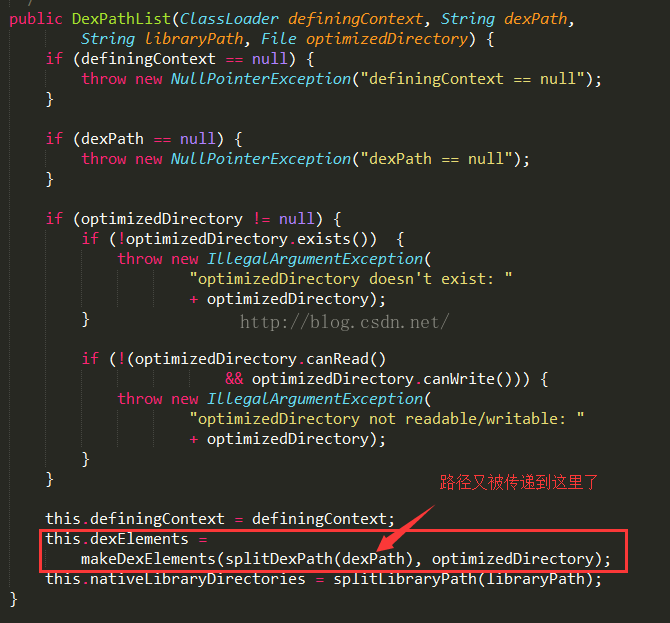 /
public DexPathList(ClassLoader definingContext, String dexPath,
String libraryPath, File optimizedDirectory) {
if (definingContext == null) {
throw new NullPointerException("definingContext == null");
}
if (dexPath == null) {
throw new NullPointerException("dexPath == null");
}
if (optimizedDirectory != null) {
if (!optimizedDirectory.exists())  {
throw new IllegalArgumentException(
"optimizedDirectory doesn't exist: "
+ optimizedDirectory);
}
http://blog.csdn.net/
if (!(optimizedDirectory.canRead()
&& optimizedDirectory.canWrite())) {
throw new IllegalArgumentException(
"optimizedDirectory not readable/writable: "
+ optimizedDirectory);
}
}
路径又被传递到这里了
this.definingContext = definingContext;
this.dexElements =
makeDexElements(splitDexPath(dexPath), optimizedDirectory);
this.nativeLibraryDirectories = splitLibraryPath(libraryPath);
}